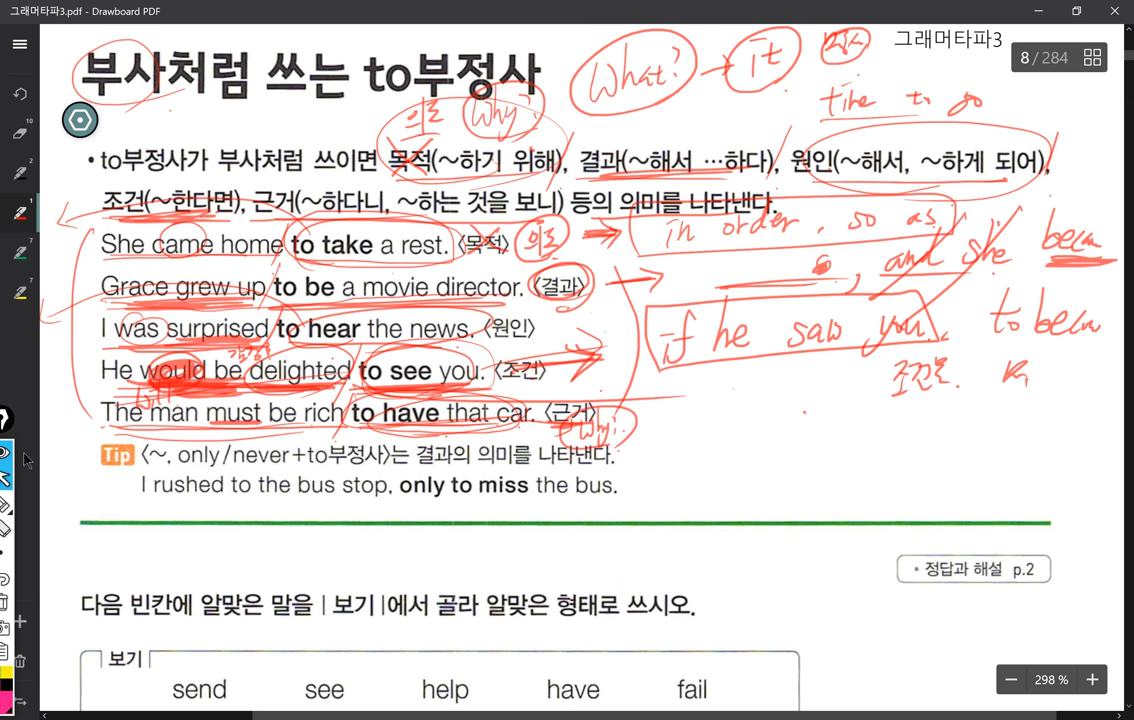 그래머타파3.pdf - Drawboard PDF
그래머타파3
8 / 284
부사처럼 쓰는 to부정사
What? → it
time to go
의도 Why?
• to부정사가 부사처럼 쓰이면 목적(~하기 위해), 결과(~해서 …하다), 원인(~해서, ~하게 되어),
조건(~한다면), 근거(~하다니, ~하는 것을 보니) 등의 의미를 나타낸다.
She came home to take a rest. 〈목적〉 의도 → in order, so as
Grace grew up to be a movie director. 〈결과〉 → , and she
I was surprised to hear the news. 〈원인〉 if he saw you
He would be delighted to see you. 〈조건〉 조건은.
The man must be rich to have that car. 〈근거〉 Why?
Tip 〈~, only/never+to부정사〉는 결과의 의미를 나타낸다.
I rushed to the bus stop, only to miss the bus.
• 정답과 해설 p.2
다음 빈칸에 알맞은 말을 |보기|에서 골라 알맞은 형태로 쓰시오.
보기
send see help have fail
298 %